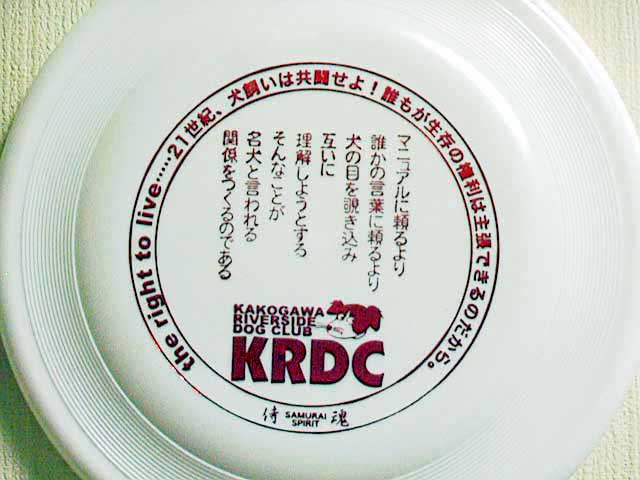 the right to live……21世紀、犬飼いは共闘せよ！誰もが生存の権利は主張できるのだから。
マニュアルに頼るより
誰かの言葉に頼るより
犬の目を覗き込み
互いに
理解しようとする
そんなことが
名犬と言われる
関係をつくるのである
KAKOGAWA
RIVERSIDE
DOG CLUB
KRDC
侍 SAMURAI SPIRIT 魂